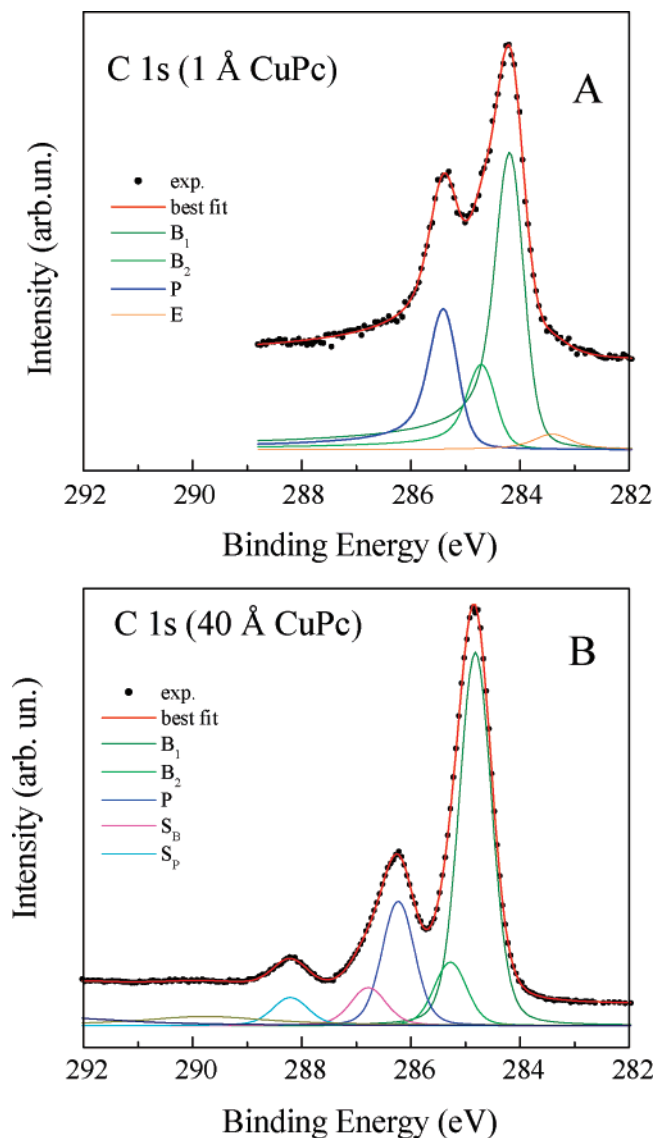 C 1s (1 Å CuPc)
A
exp.
best fit
B₁
B₂
P
E
Intensity (arb.un.)
292 290 288 286 284 282
Binding Energy (eV)
C 1s (40 Å CuPc)
B
exp.
best fit
B₁
B₂
P
S_B
S_P
Intensity (arb. un.)
292 290 288 286 284 282
Binding Energy (eV)